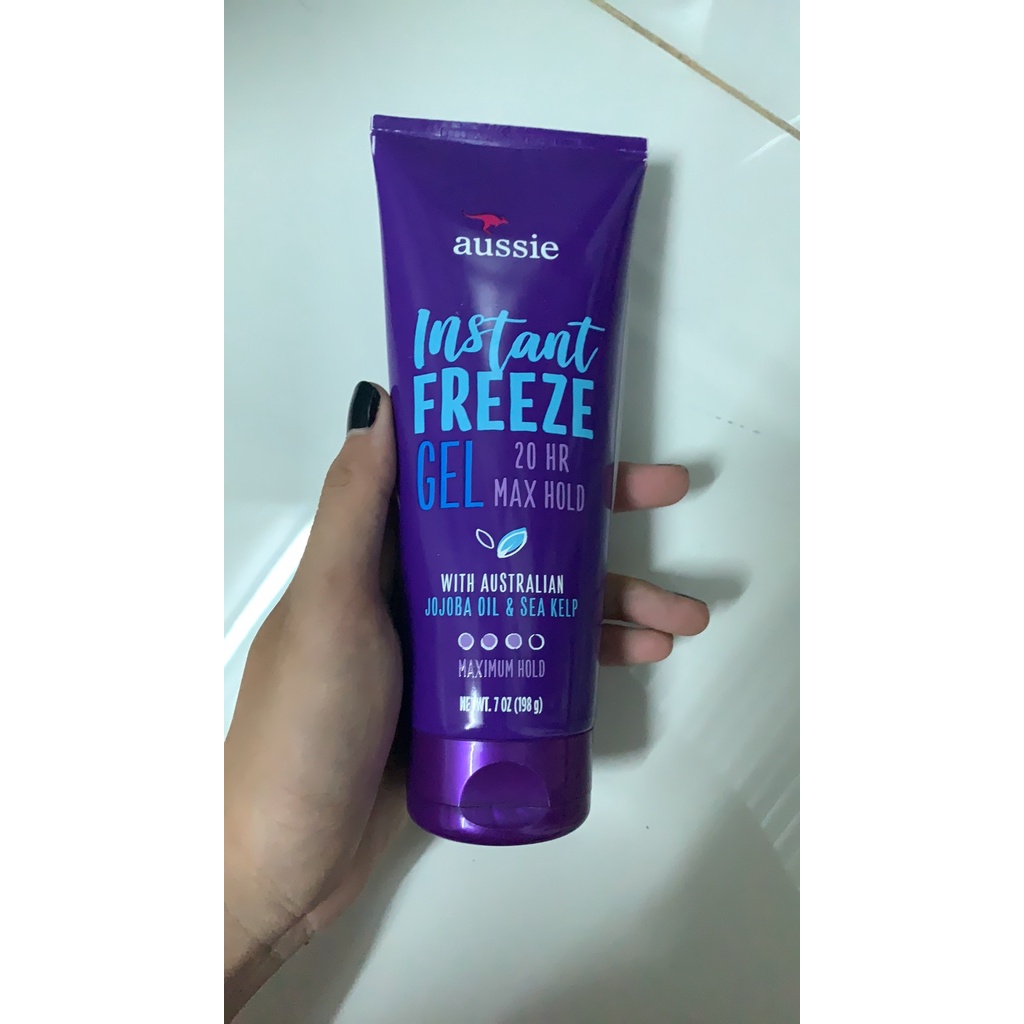 aussie
Instant
FREEZE
GEL 20 HR
MAX HOLD
WITH AUSTRALIAN
JOJOBA OIL & SEA KELP
MAXIMUM HOLD
NET WT. 7 OZ (198 g)